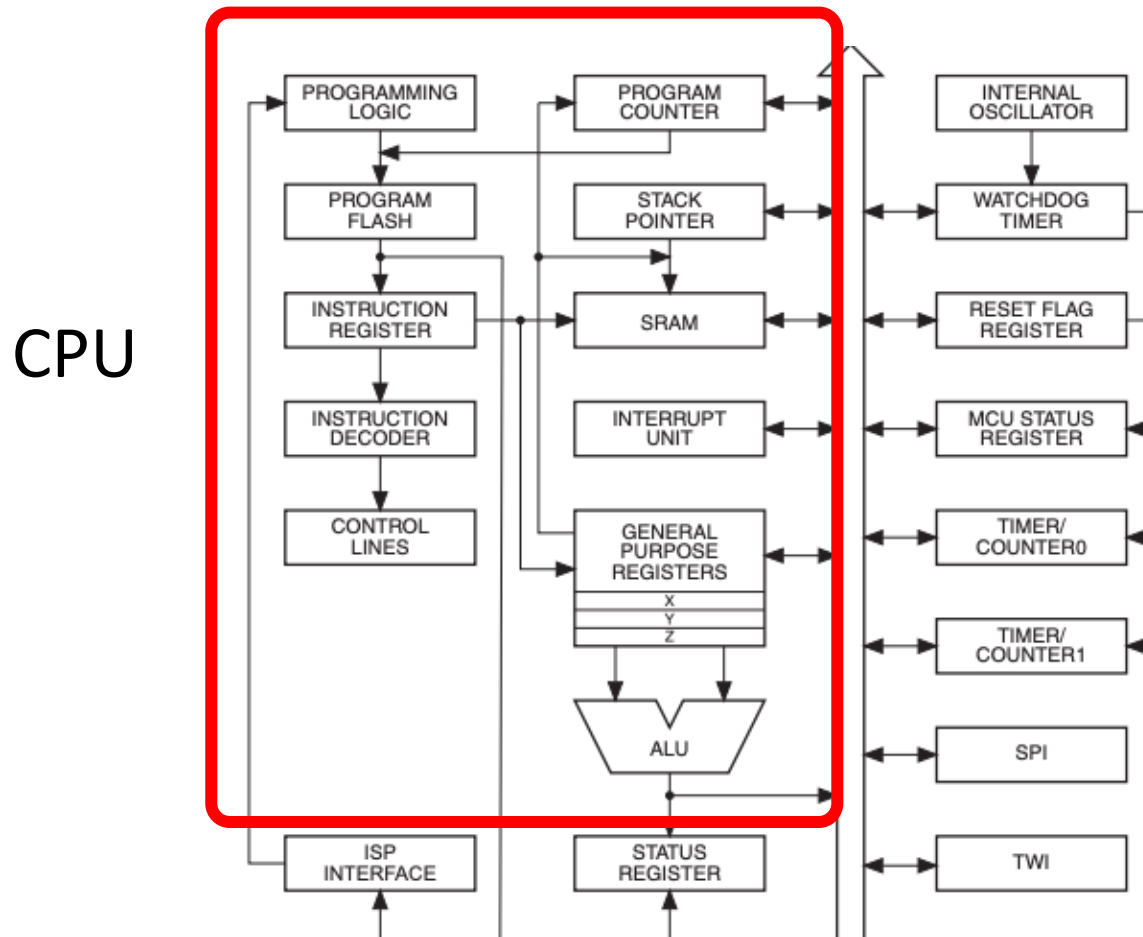 CPU
PROGRAMMING
LOGIC
PROGRAM
COUNTER
INTERNAL
OSCILLATOR
PROGRAM
FLASH
STACK
POINTER
WATCHDOG
TIMER
INSTRUCTION
REGISTER
SRAM
RESET FLAG
REGISTER
INSTRUCTION
DECODER
INTERRUPT
UNIT
MCU STATUS
REGISTER
CONTROL
LINES
GENERAL
PURPOSE
REGISTERS
X
Y
Z
TIMER/
COUNTER0
TIMER/
COUNTER1
ALU
SPI
ISP
INTERFACE
STATUS
REGISTER
TWI